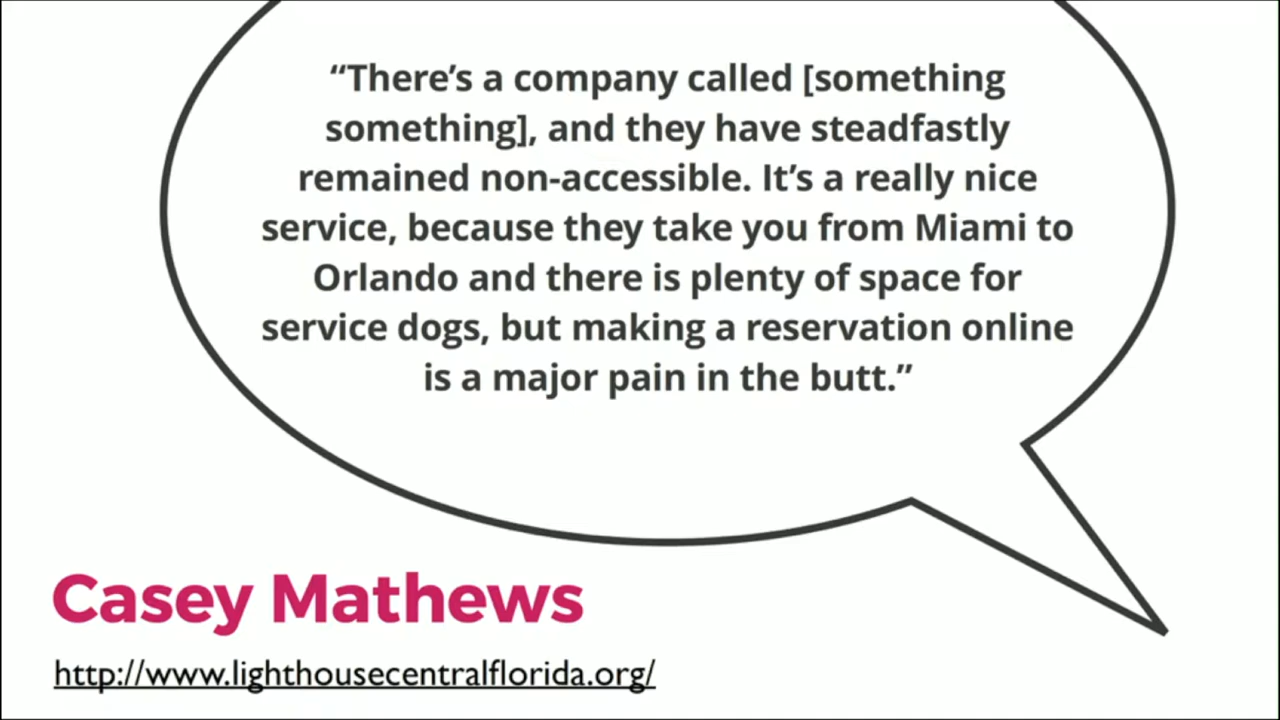 “There’s a company called [something
something], and they have steadfastly
remained non-accessible. It’s a really nice
service, because they take you from Miami to
Orlando and there is plenty of space for
service dogs, but making a reservation online
is a major pain in the butt.”
Casey Mathews
http://www.lighthousecentralflorida.org/